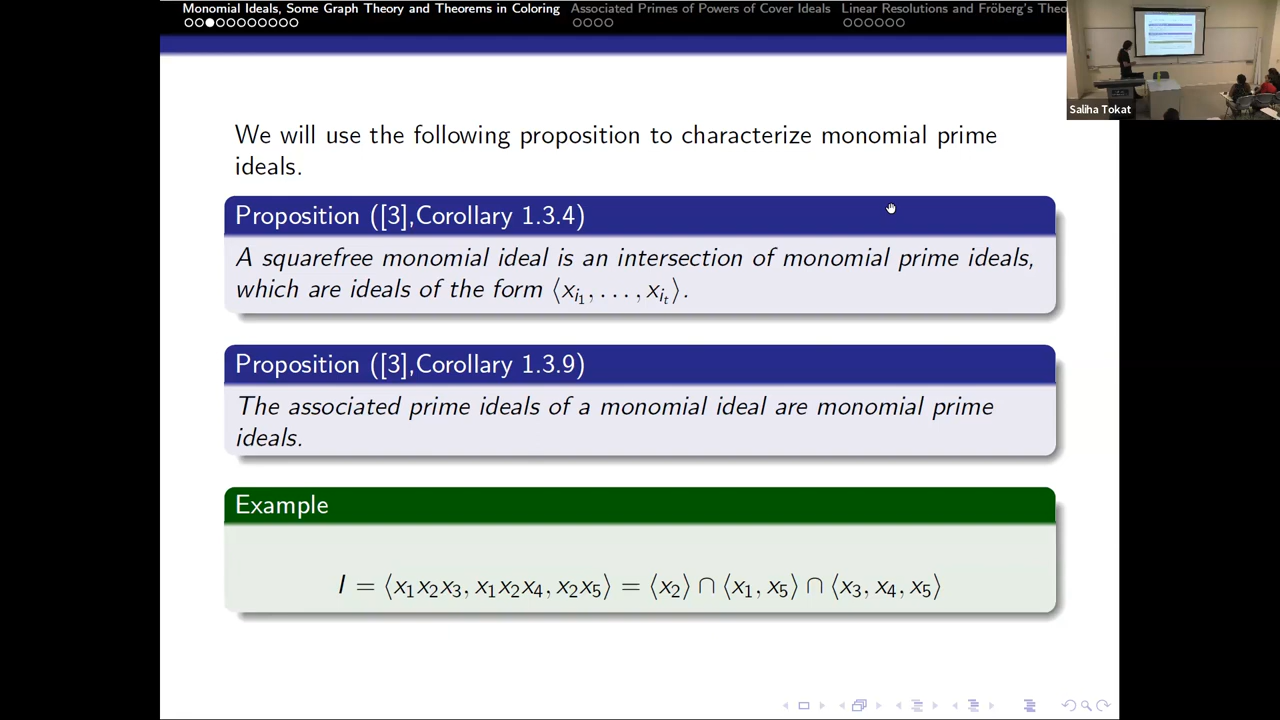 Monomial Ideals, Some Graph Theory and Theorems in Coloring
Associated Primes of Powers of Cover Ideals
Linear Resolutions and Fröberg's Theo
Saliha Tokat
We will use the following proposition to characterize monomial prime
ideals.
Proposition ([3],Corollary 1.3.4)
A squarefree monomial ideal is an intersection of monomial prime ideals,
which are ideals of the form ⟨x_{i_1}, . . . , x_{i_t}⟩.
Proposition ([3],Corollary 1.3.9)
The associated prime ideals of a monomial ideal are monomial prime
ideals.
Example
I = ⟨x₁x₂x₃, x₁x₂x₄, x₂x₅⟩ = ⟨x₂⟩ ∩ ⟨x₁, x₅⟩ ∩ ⟨x₃, x₄, x₅⟩